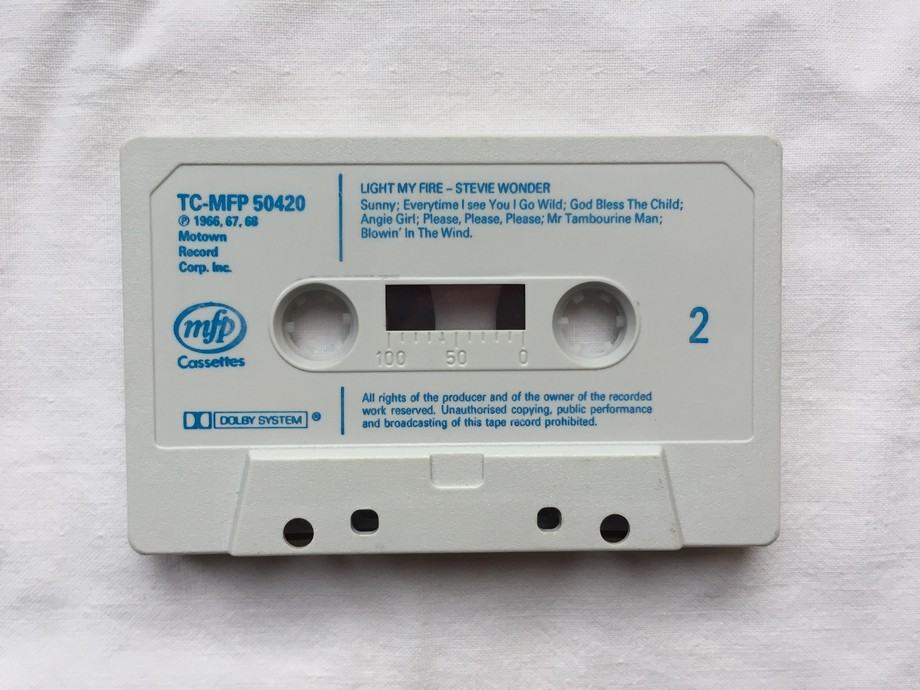 TC-MFP 50420
℗ 1966, 67, 68
Motown
Record
Corp. Inc.
mfp
Cassettes
DOLBY SYSTEM ®
LIGHT MY FIRE – STEVIE WONDER
Sunny; Everytime I see You I Go Wild; God Bless The Child;
Angie Girl; Please, Please, Please; Mr Tambourine Man;
Blowin' In The Wind.
100 50 0
2
All rights of the producer and of the owner of the recorded
work reserved. Unauthorised copying, public performance
and broadcasting of this tape record prohibited.